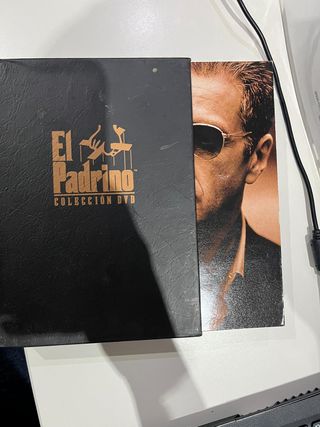 El
Padrino
COLECCIÓN DVD